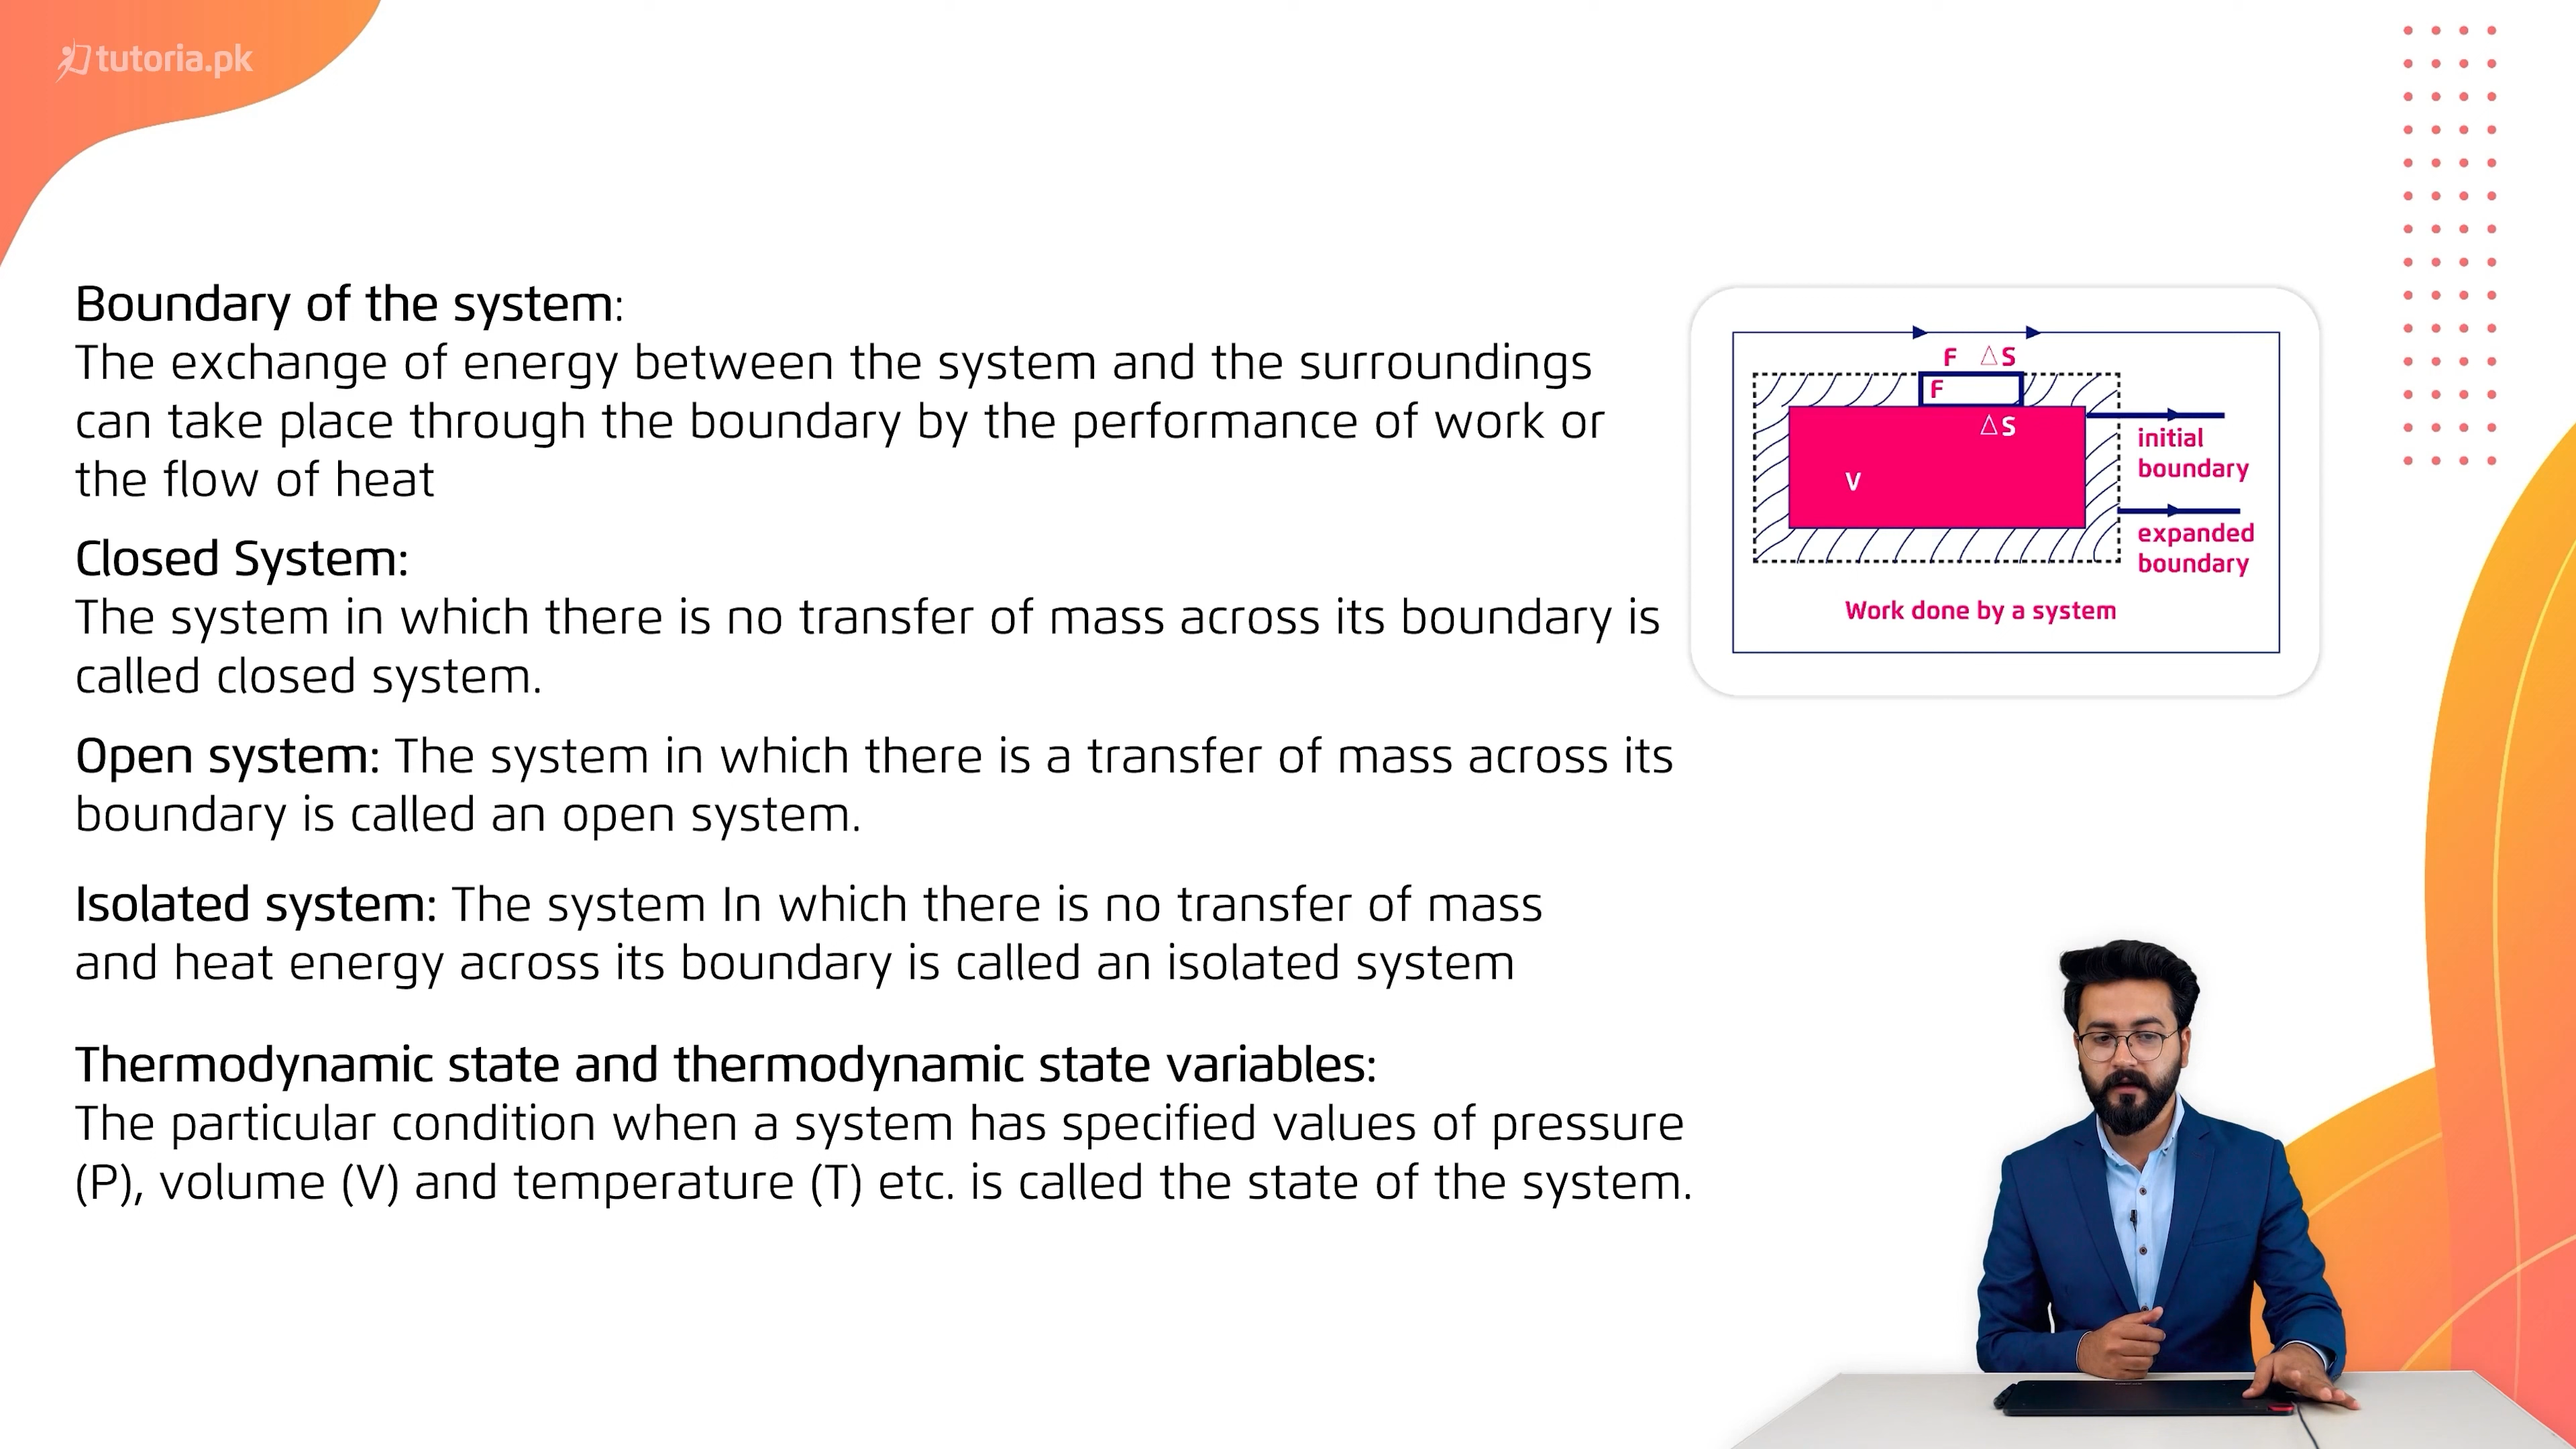 tutoria.pk
Boundary of the system:
The exchange of energy between the system and the surroundings
can take place through the boundary by the performance of work or
the flow of heat
Closed System:
The system in which there is no transfer of mass across its boundary is
called closed system.
Open system: The system in which there is a transfer of mass across its
boundary is called an open system.
Isolated system: The system In which there is no transfer of mass
and heat energy across its boundary is called an isolated system
Thermodynamic state and thermodynamic state variables:
The particular condition when a system has specified values of pressure
(P), volume (V) and temperature (T) etc. is called the state of the system.
F △S
F
△S
V
initial
boundary
expanded
boundary
Work done by a system